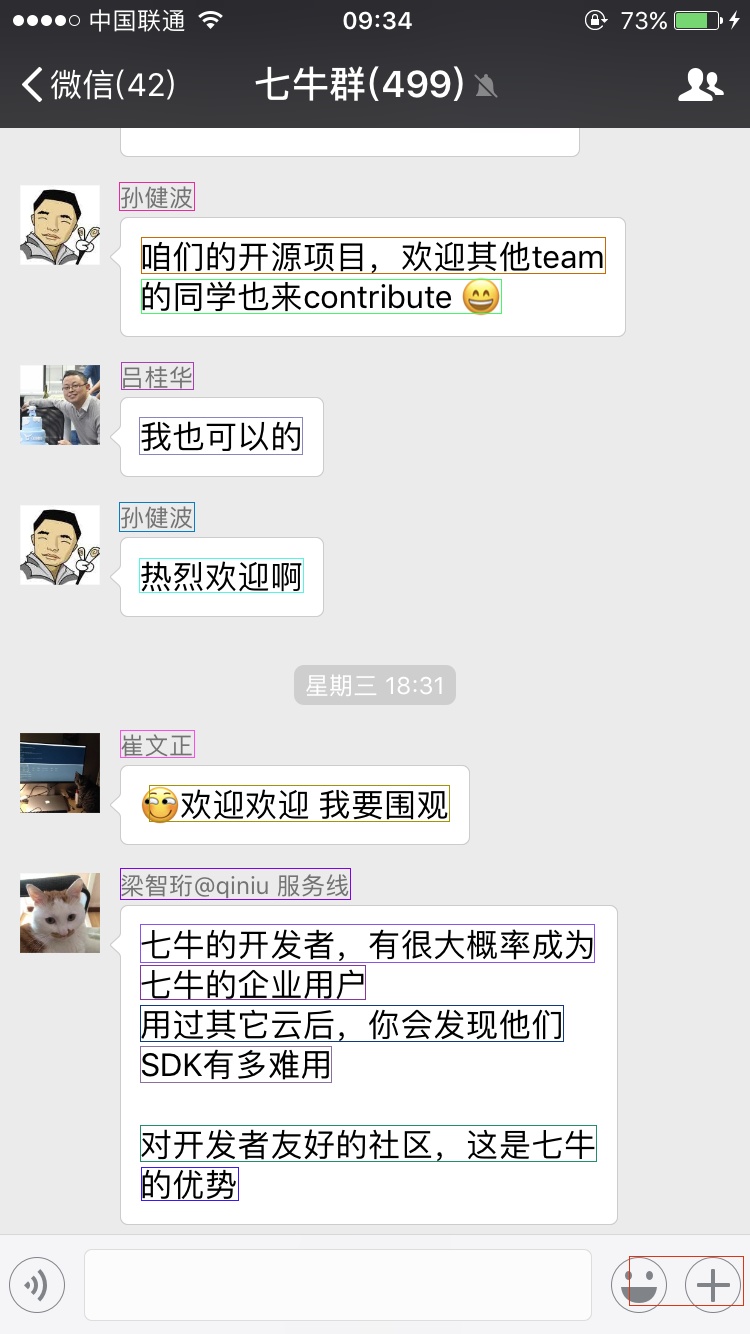 中国联通 09:34 73%
微信(42) 七牛群(499)
孙健波
咱们的开源项目，欢迎其他team
的同学也来contribute 😄
吕桂华
我也可以的
孙健波
热烈欢迎啊
星期三 18:31
崔文正
欢迎欢迎 我要围观
梁智珩@qiniu 服务线
七牛的开发者，有很大概率成为
七牛的企业用户
用过其它云后，你会发现他们
SDK有多难用
对开发者友好的社区，这是七牛
的优势